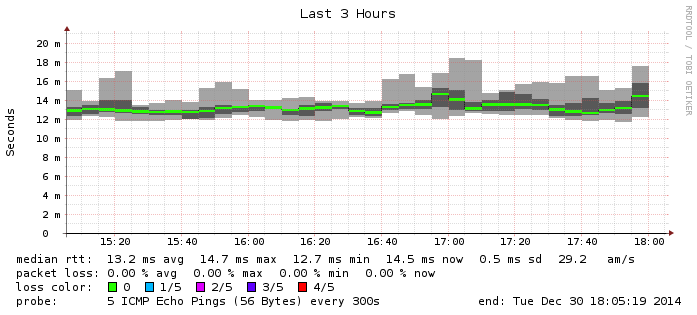 Last 3 Hours
RRDTOOL / TOBI OETIKER
Seconds
20 m
18 m
16 m
14 m
12 m
10 m
8 m
6 m
4 m
2 m
0
15:20 15:40 16:00 16:20 16:40 17:00 17:20 17:40 18:00
median rtt: 13.2 ms avg 14.7 ms max 12.7 ms min 14.5 ms now 0.5 ms sd 29.2 am/s
packet loss: 0.00 % avg 0.00 % max 0.00 % min 0.00 % now
loss color: 0 1/5 2/5 3/5 4/5
probe: 5 ICMP Echo Pings (56 Bytes) every 300s end: Tue Dec 30 18:05:19 2014